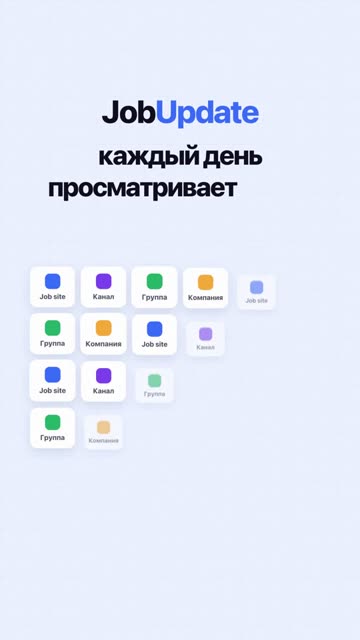 JobUpdate
каждый день
просматривает
Job site Канал Группа Компания Job site
Группа Компания Job site Канал
Job site Канал Группа
Группа Компания